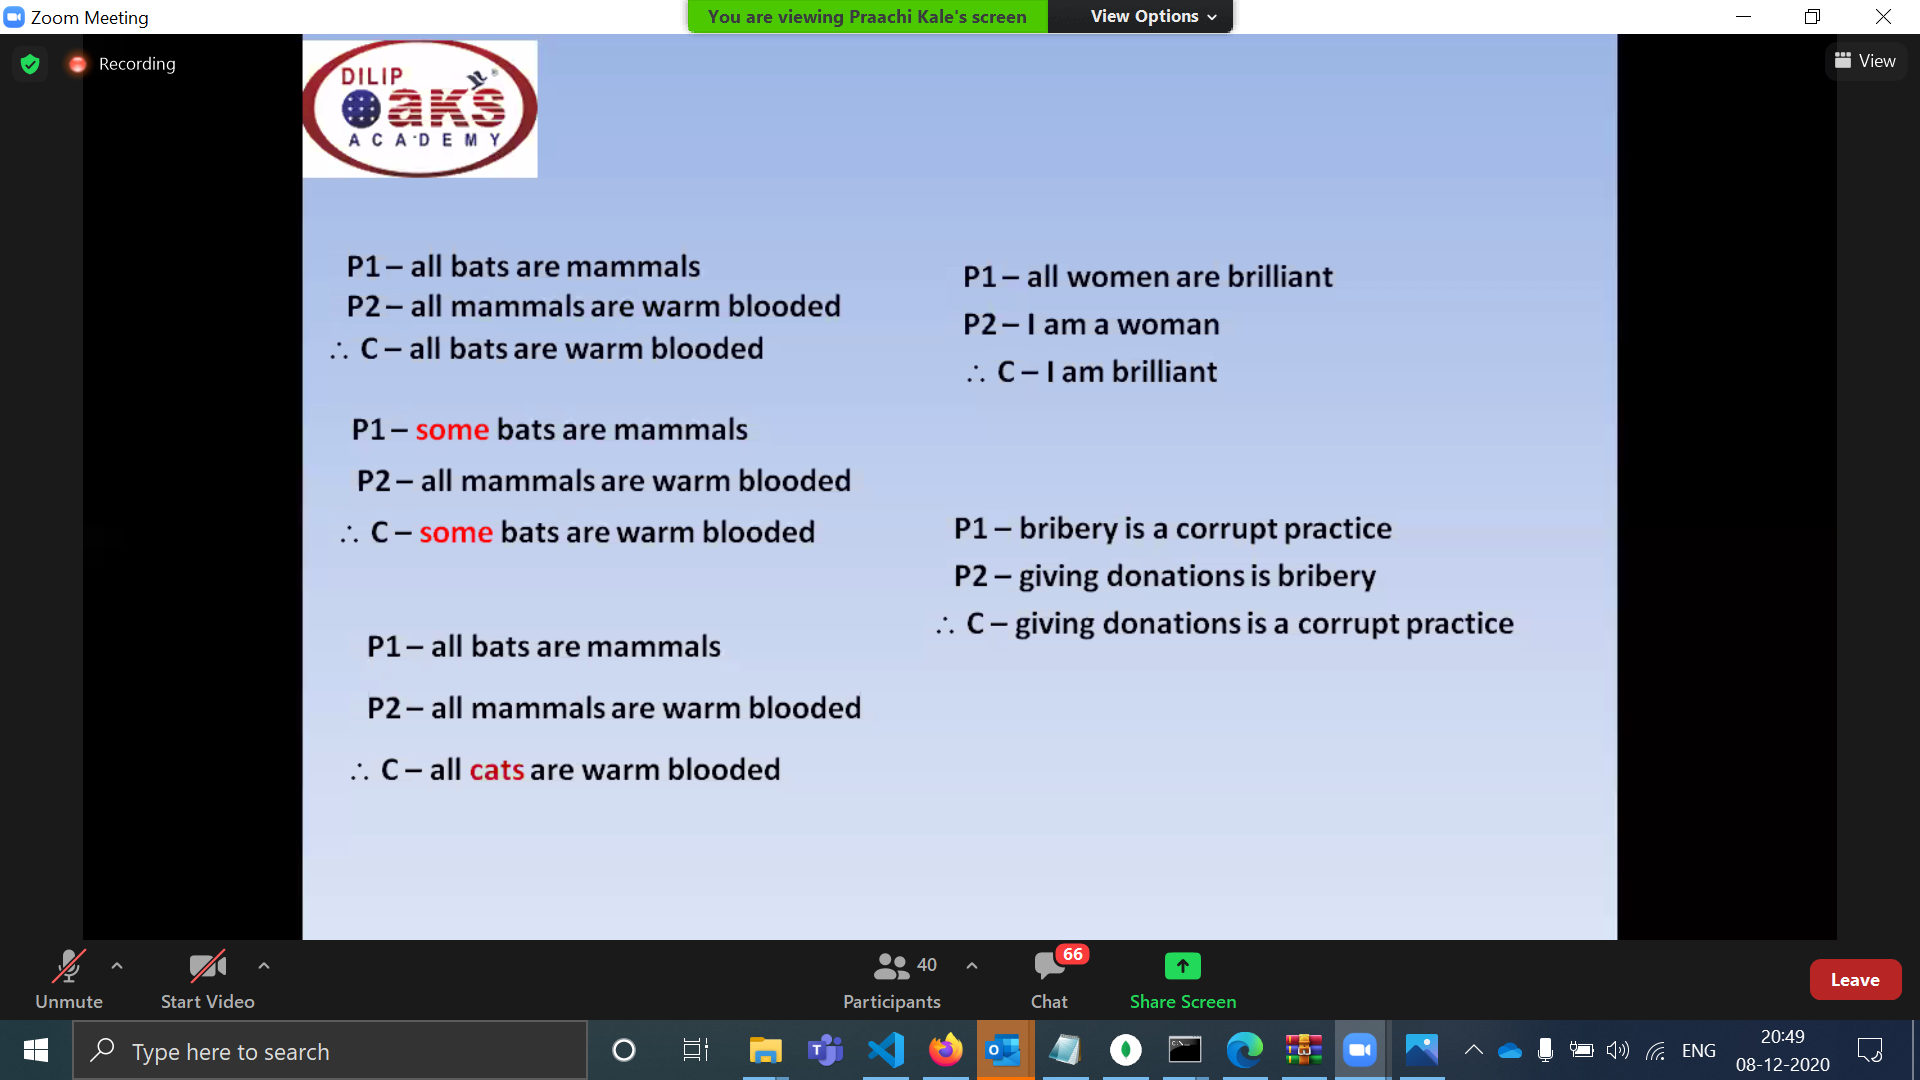 Zoom Meeting
You are viewing Praachi Kale's screen
View Options
Recording
View
DILIP
oaks
ACADEMY
P1 – all bats are mammals
P2 – all mammals are warm blooded
∴ C – all bats are warm blooded
P1 – some bats are mammals
P2 – all mammals are warm blooded
∴ C – some bats are warm blooded
P1 – all bats are mammals
P2 – all mammals are warm blooded
∴ C – all cats are warm blooded
P1 – all women are brilliant
P2 – I am a woman
∴ C – I am brilliant
P1 – bribery is a corrupt practice
P2 – giving donations is bribery
∴ C – giving donations is a corrupt practice
Unmute
Start Video
40
Participants
66
Chat
Share Screen
Leave
Type here to search
ENG
20:49
08-12-2020